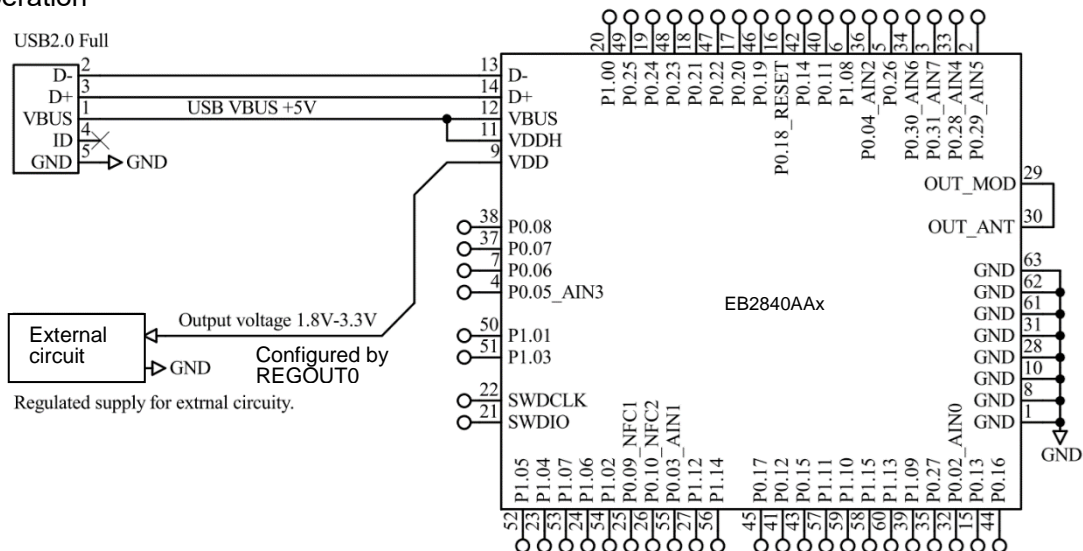 eration
USB2.0 Full
D- 2
D+ 3
VBUS 1
ID 4
GND 5
GND
USB VBUS +5V
13 D-
14 D+
12 VBUS
11 VDDH
9 VDD
38 P0.08
37 P0.07
7 P0.06
4 P0.05_AIN3
50 P1.01
51 P1.03
22 SWDCLK
21 SWDIO
External
circuit
GND
Output voltage 1.8V-3.3V
Configured by
REGOUT0
Regulated supply for extrnal circuity.
20 P1.00
49 P0.25
19 P0.24
48 P0.23
18 P0.21
47 P0.22
17 P0.20
46 P0.19
16 P0.18_RESET
42 P0.14
40 P0.11
6 P1.08
36 P0.04_AIN2
5 P0.26
34 P0.30_AIN6
3 P0.31_AIN7
33 P0.28_AIN4
2 P0.29_AIN5
EB2840AAx
OUT_MOD 29
OUT_ANT 30
GND 63
GND 62
GND 61
GND 31
GND 28
GND 10
GND 8
GND 1
GND
52 P1.05
23 P1.04
53 P1.07
24 P1.06
54 P1.02
25 P0.09_NFC1
26 P0.10_NFC2
55 P0.03_AIN1
27 P1.12
56 P1.14
45 P0.17
41 P0.12
43 P0.15
57 P1.11
59 P1.10
58 P1.15
60 P1.13
39 P1.09
35 P0.27
32 P0.02_AIN0
15 P0.13
44 P0.16